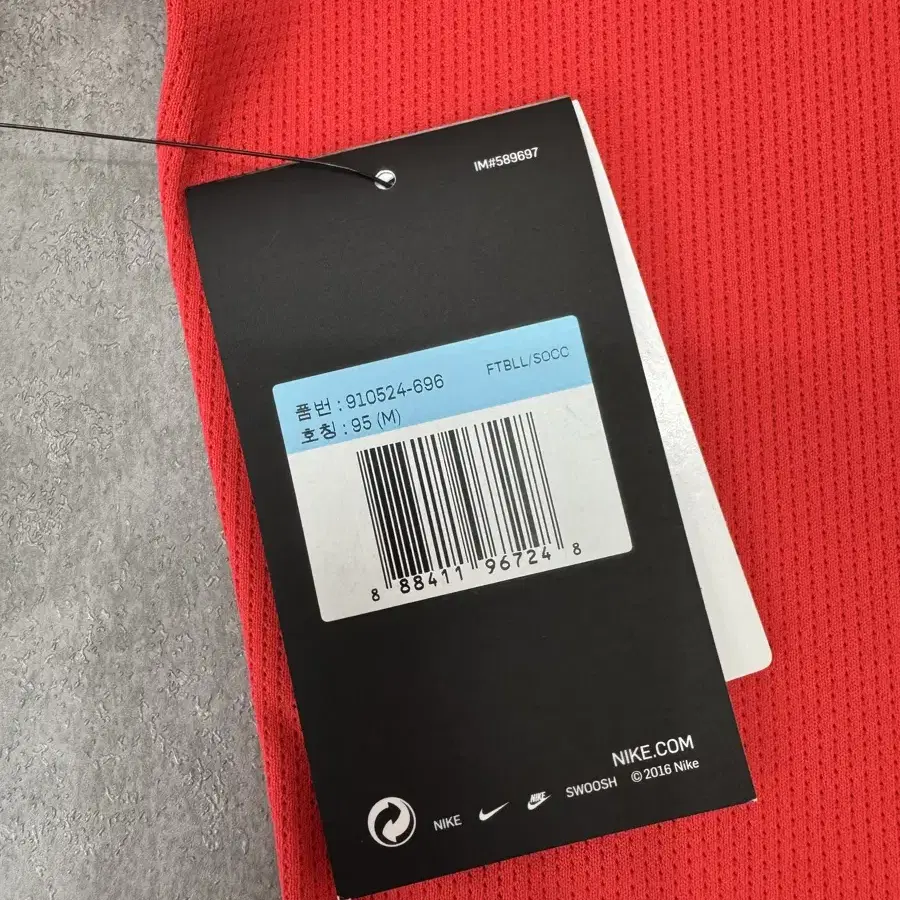 IM#589697
품번 : 910524-696
FTBLL/SOCC
호칭 : 95 (M)
8 88411 96724 8
NIKE.COM
NIKE NIKE SWOOSH ©2016 Nike